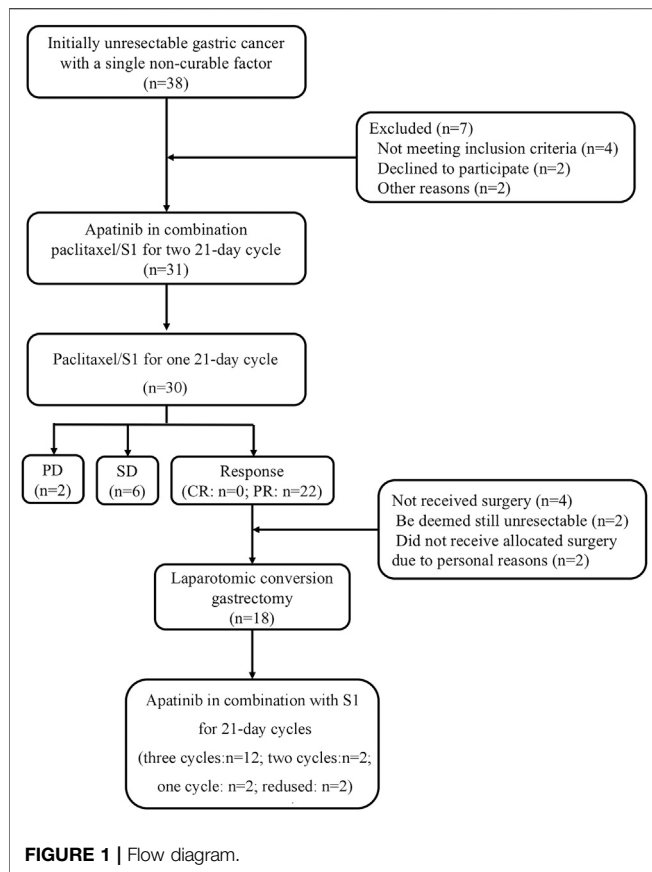 Initially unresectable gastric cancer
with a single non-curable factor
(n=38)
Excluded (n=7)
Not meeting inclusion criteria (n=4)
Declined to participate (n=2)
Other reasons (n=2)
Apatinib in combination
paclitaxel/S1 for two 21-day cycle
(n=31)
Paclitaxel/S1 for one 21-day cycle
(n=30)
PD
(n=2)
SD
(n=6)
Response
(CR: n=0; PR: n=22)
Not received surgery (n=4)
Be deemed still unresectable (n=2)
Did not receive allocated surgery
due to personal reasons (n=2)
Laparotomic conversion
gastrectomy
(n=18)
Apatinib in combination with S1
for 21-day cycles
(three cycles:n=12; two cycles:n=2;
one cycle: n=2; redused: n=2)
FIGURE 1 | Flow diagram.